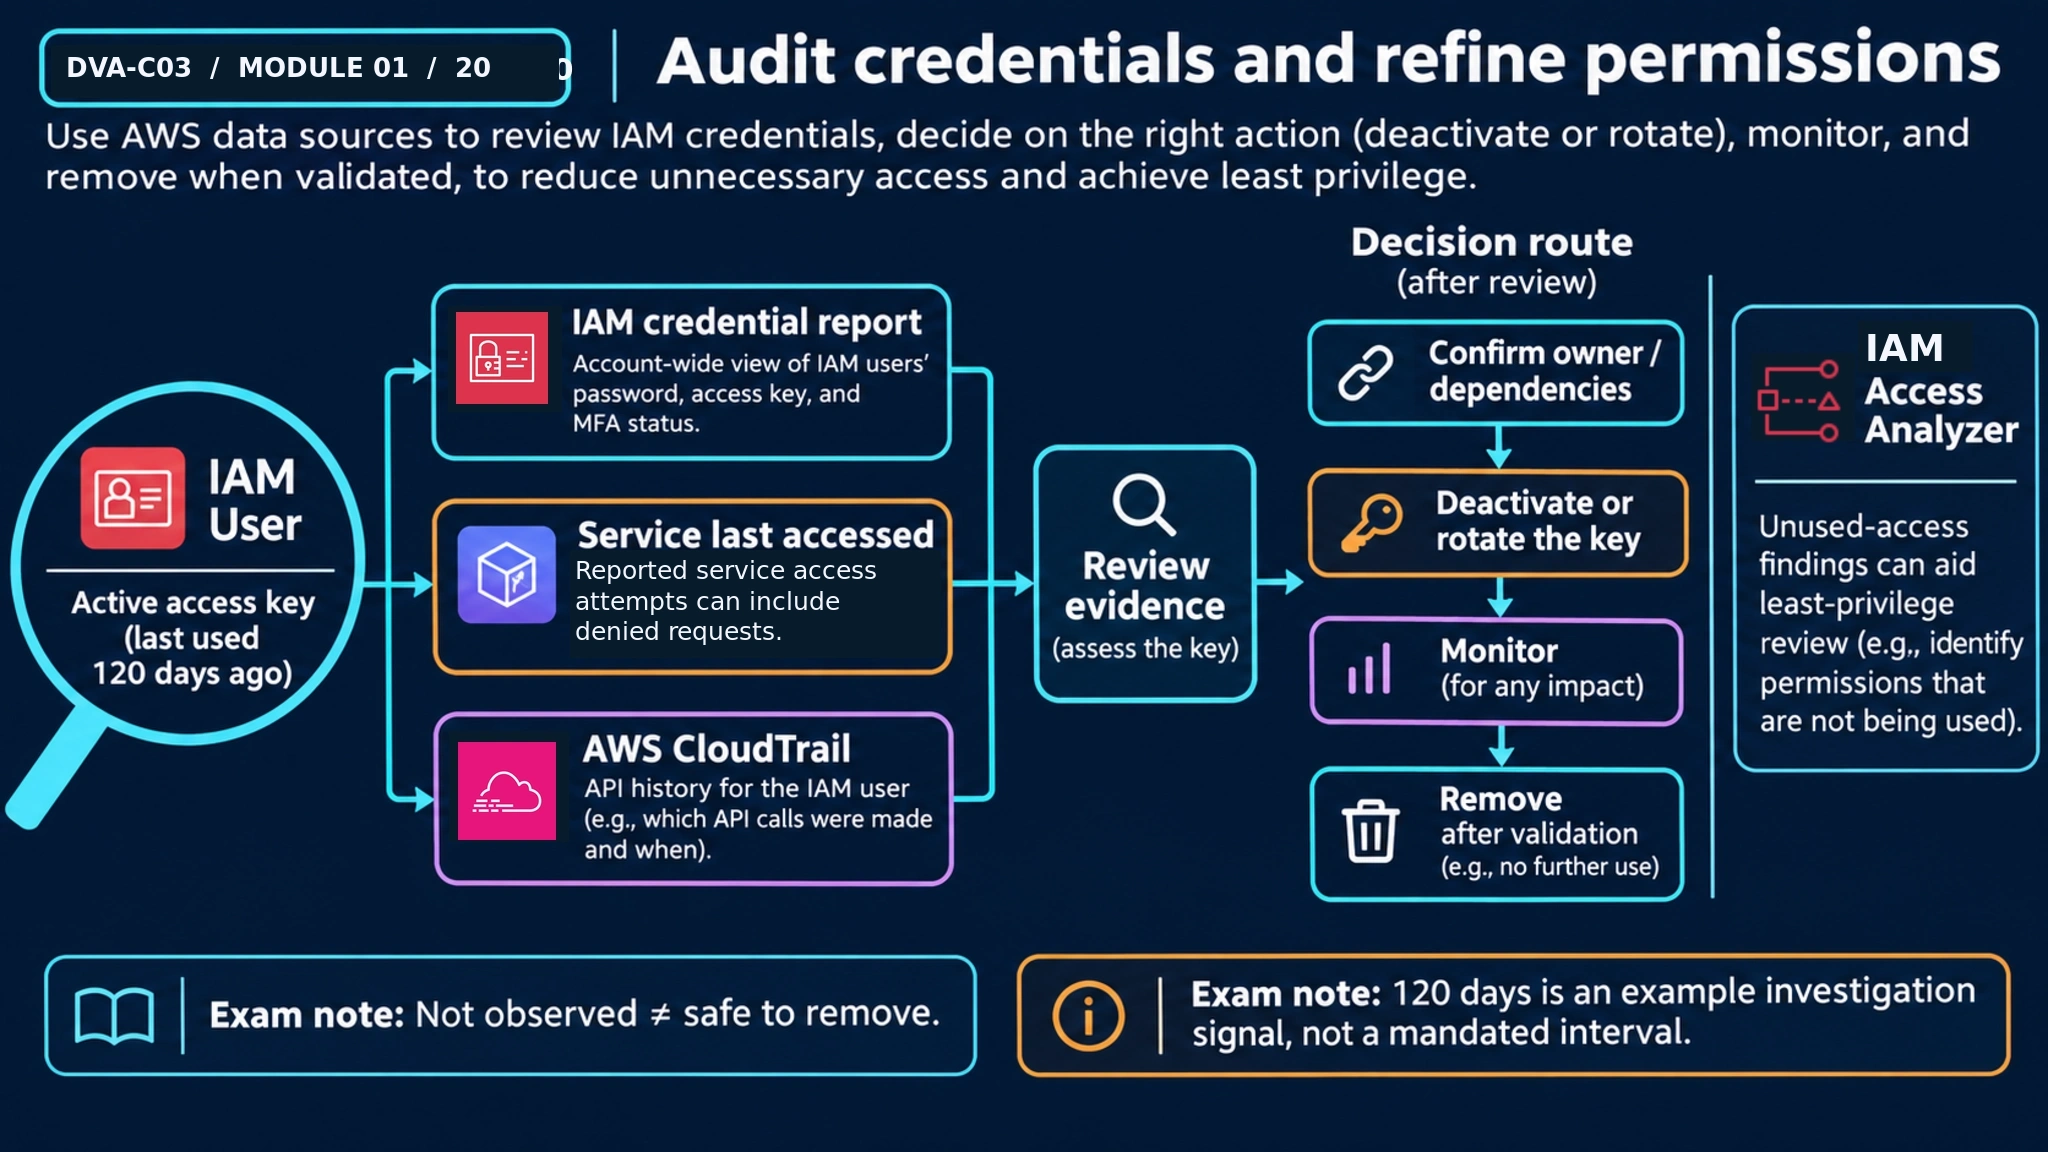 DVA-C03 / MODULE 01 / 20
Audit credentials and refine permissions
Use AWS data sources to review IAM credentials, decide on the right action (deactivate or rotate), monitor, and
remove when validated, to reduce unnecessary access and achieve least privilege.
IAM
User
Active access key
(last used
120 days ago)
IAM credential report
Account-wide view of IAM users’
password, access key, and
MFA status.
Service last accessed
Reported service access
attempts can include
denied requests.
AWS CloudTrail
API history for the IAM user
(e.g., which API calls were made
and when).
Review
evidence
(assess the key)
Decision route
(after review)
Confirm owner /
dependencies
Deactivate or
rotate the key
Monitor
(for any impact)
Remove
after validation
(e.g., no further use)
IAM
Access
Analyzer
Unused-access
findings can aid
least-privilege
review (e.g., identify
permissions that
are not being used).
Exam note: Not observed ≠ safe to remove.
Exam note: 120 days is an example investigation
signal, not a mandated interval.